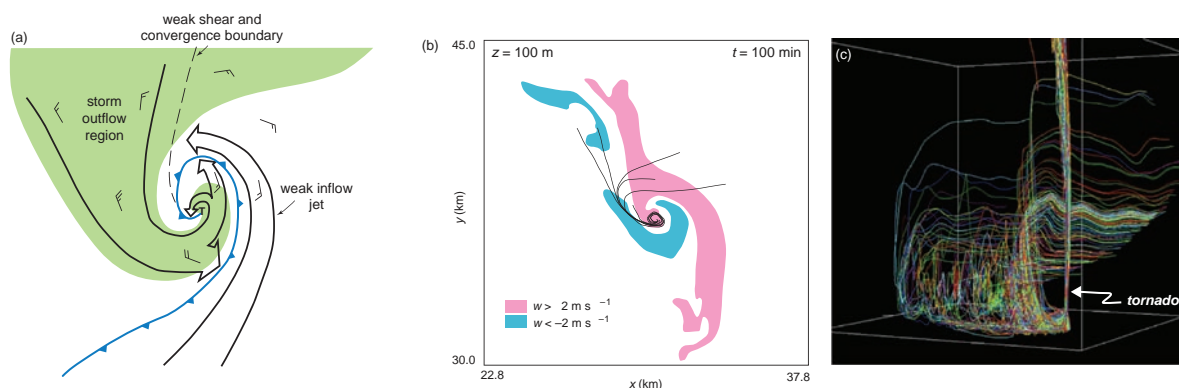 (a)
weak shear and
convergence boundary
storm
outflow
region
weak inflow
jet
T
(b)
45.0
z = 100 m
t = 100 min
y (km)
w > 2 m s −1
w < −2 m s −1
30.0
22.8
x (km)
37.8
(c)
tornado